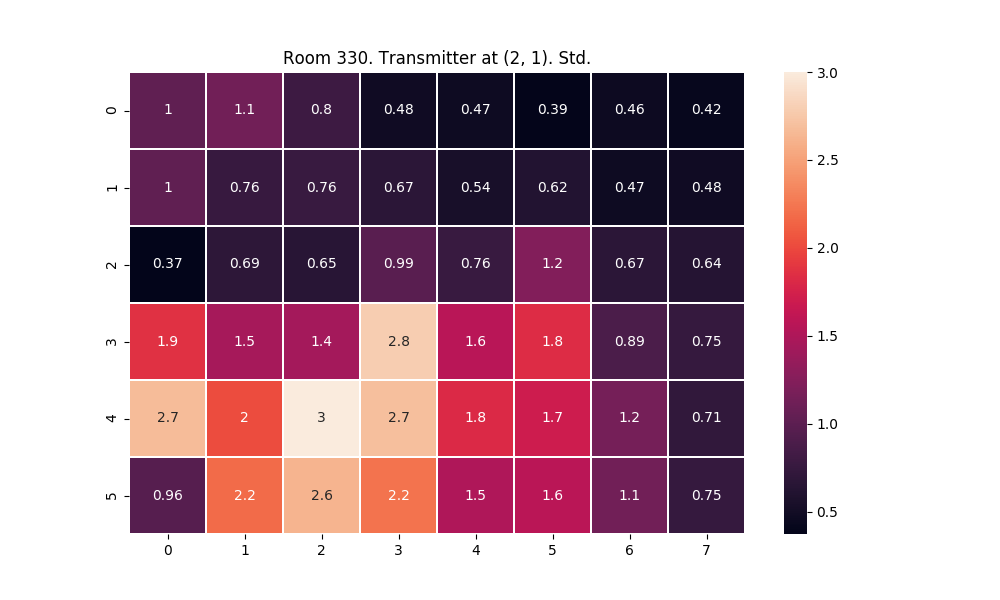 Room 330. Transmitter at (2, 1). Std.
0 1 1.1 0.8 0.48 0.47 0.39 0.46 0.42
1 1 0.76 0.76 0.67 0.54 0.62 0.47 0.48
2 0.37 0.69 0.65 0.99 0.76 1.2 0.67 0.64
3 1.9 1.5 1.4 2.8 1.6 1.8 0.89 0.75
4 2.7 2 3 2.7 1.8 1.7 1.2 0.71
5 0.96 2.2 2.6 2.2 1.5 1.6 1.1 0.75
0 1 2 3 4 5 6 7
3.0
2.5
2.0
1.5
1.0
0.5